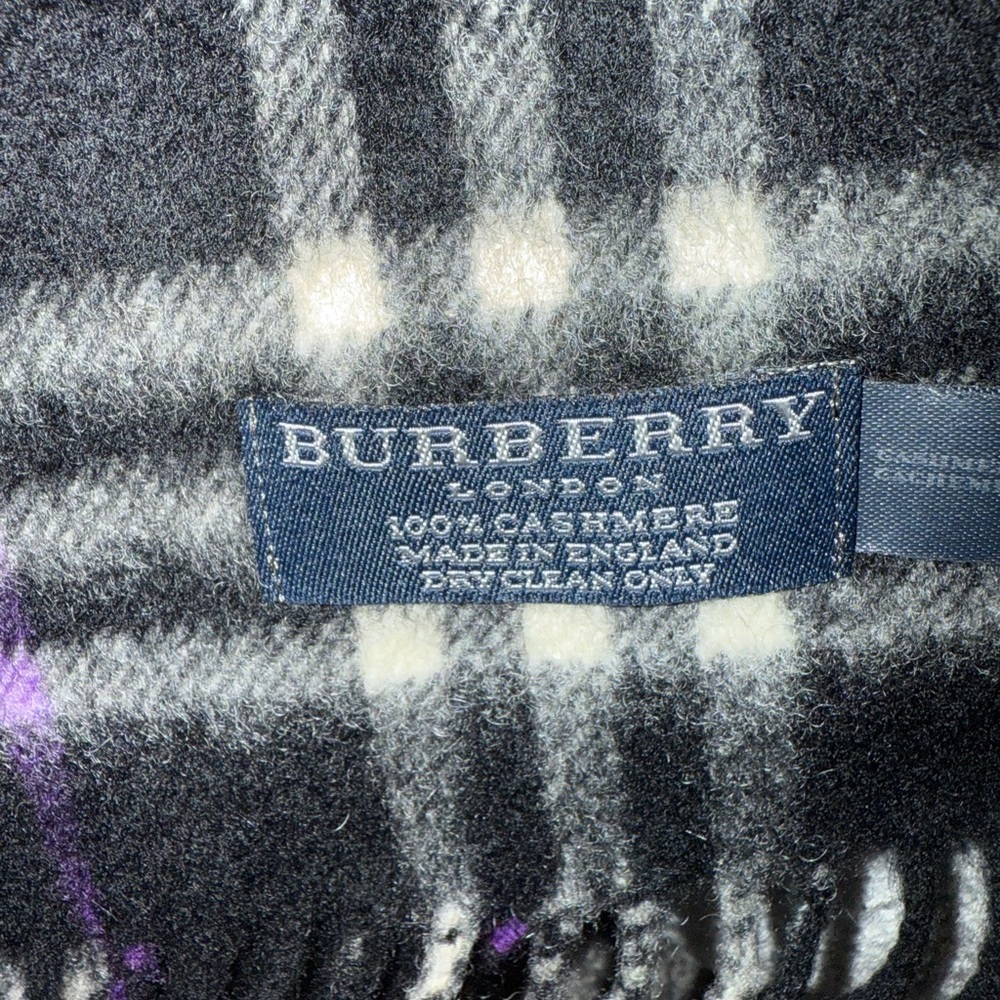 BURBERRY
LONDON
100% CASHMERE
MADE IN ENGLAND
DRY CLEAN ONLY